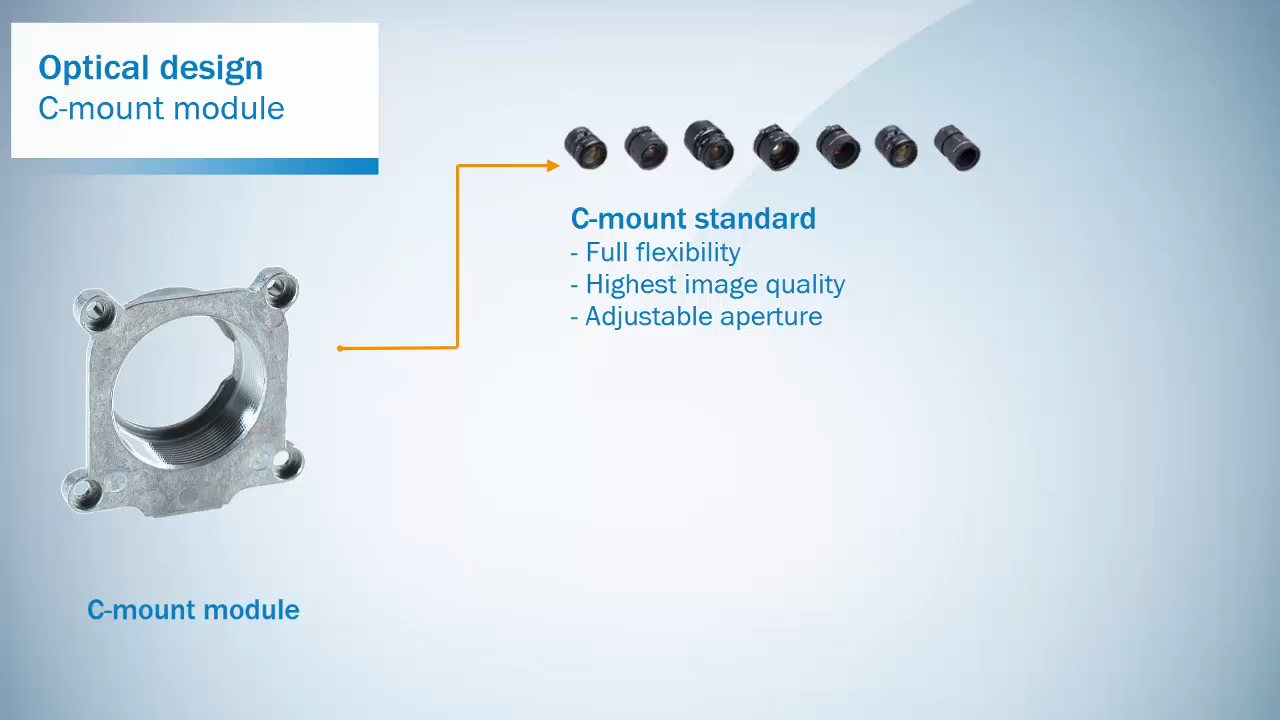 Optical design
C-mount module
C-mount standard
- Full flexibility
- Highest image quality
- Adjustable aperture
C-mount module